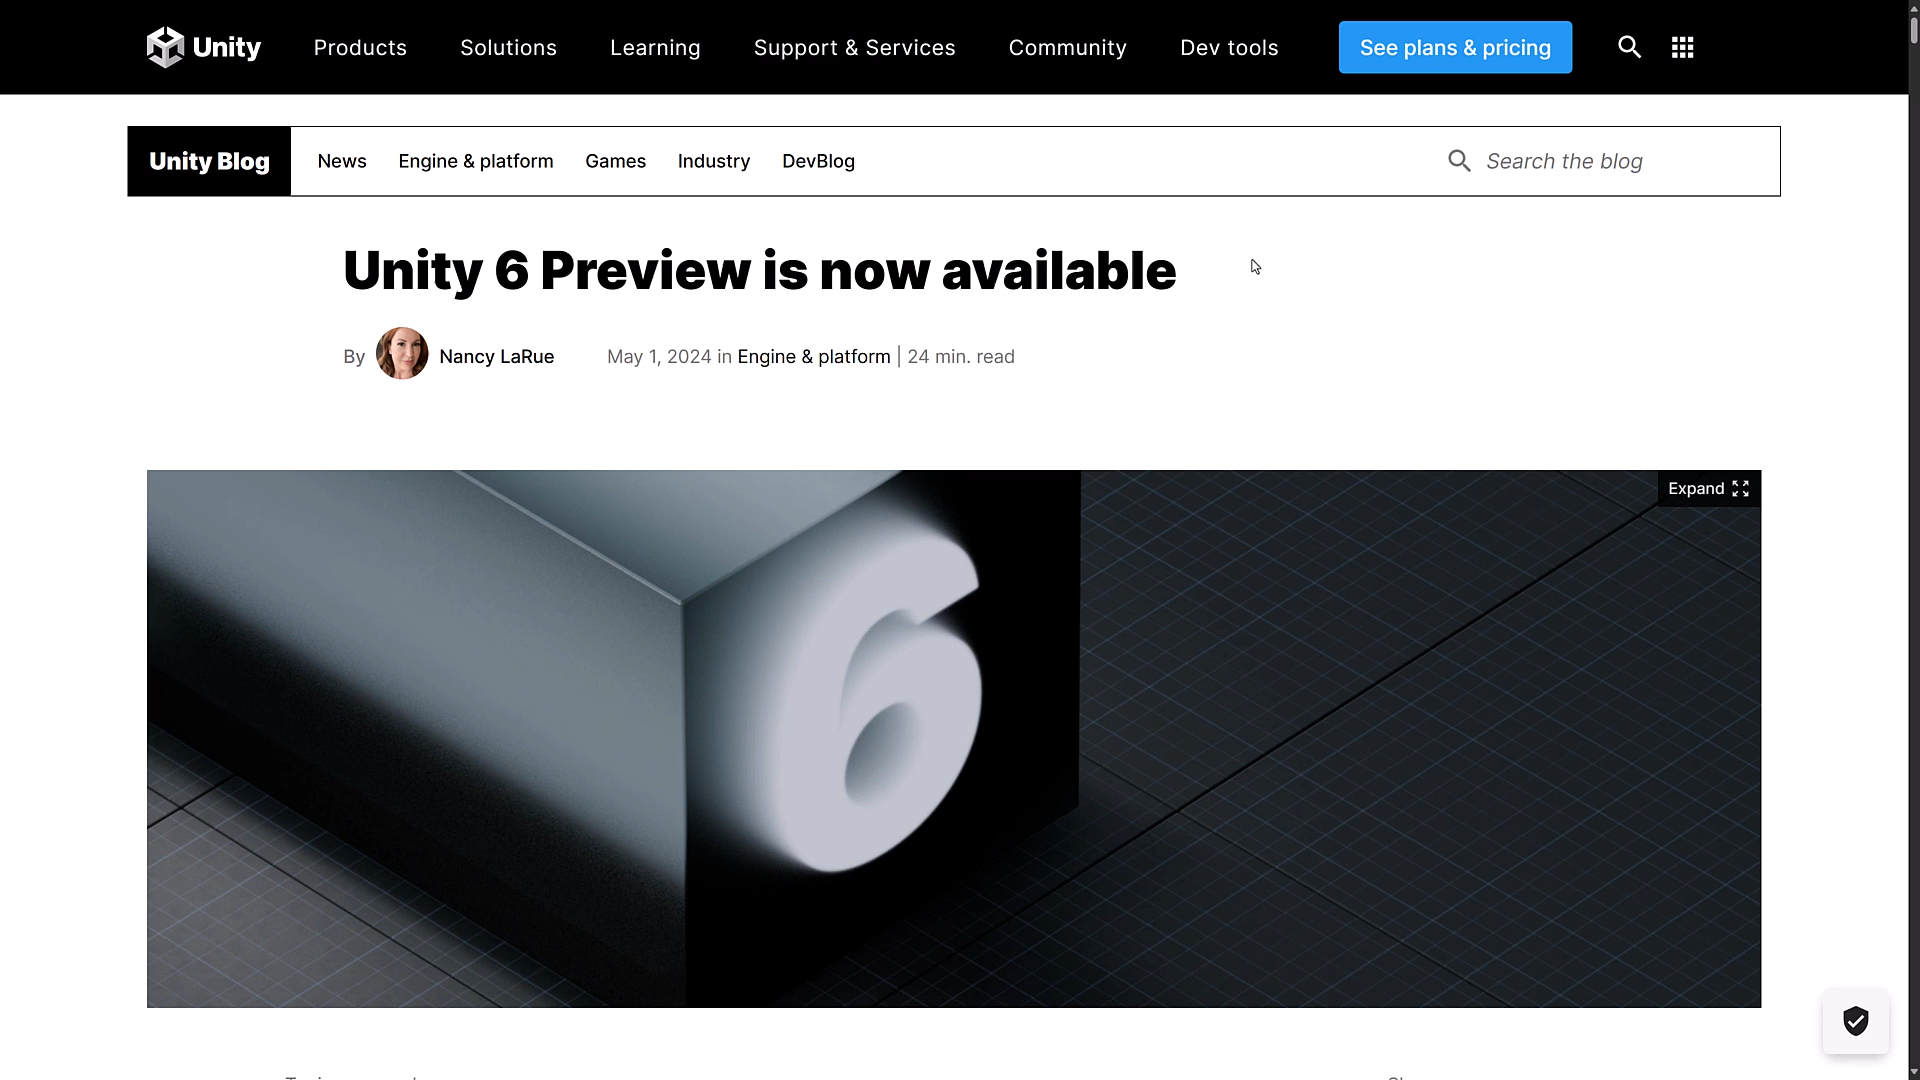 Unity Products Solutions Learning Support & Services Community Dev tools See plans & pricing
Unity Blog News Engine & platform Games Industry DevBlog Search the blog
Unity 6 Preview is now available
By Nancy LaRue May 1, 2024 in Engine & platform | 24 min. read
Expand
6